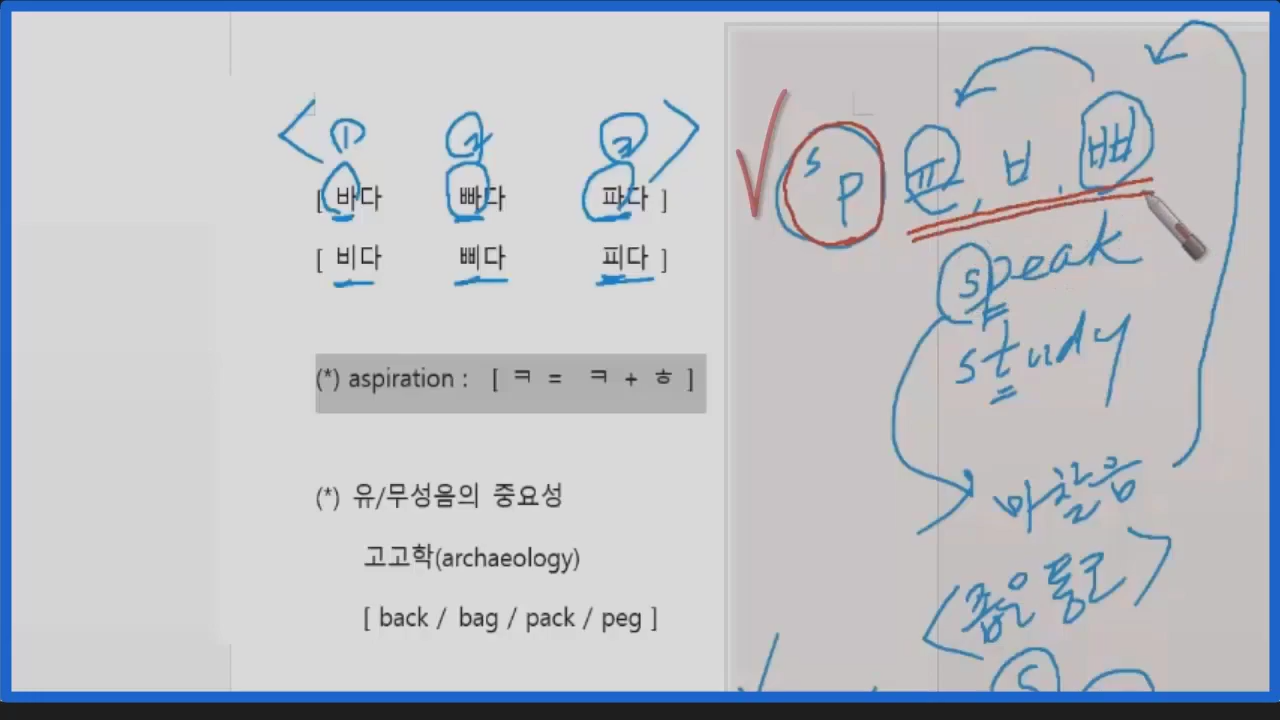 ① ② ③
[ 바다 빠다 파다 ]
[ 비다 삐다 피다 ]
(*) aspiration : [ ㅋ = ㅋ + ㅎ ]
(*) 유/무성음의 중요성
고고학(archaeology)
[ back / bag / pack / peg ]
s p ㅍ, ㅂ, ㅃ
speak
study
마찰음
<좁은 통로>
s